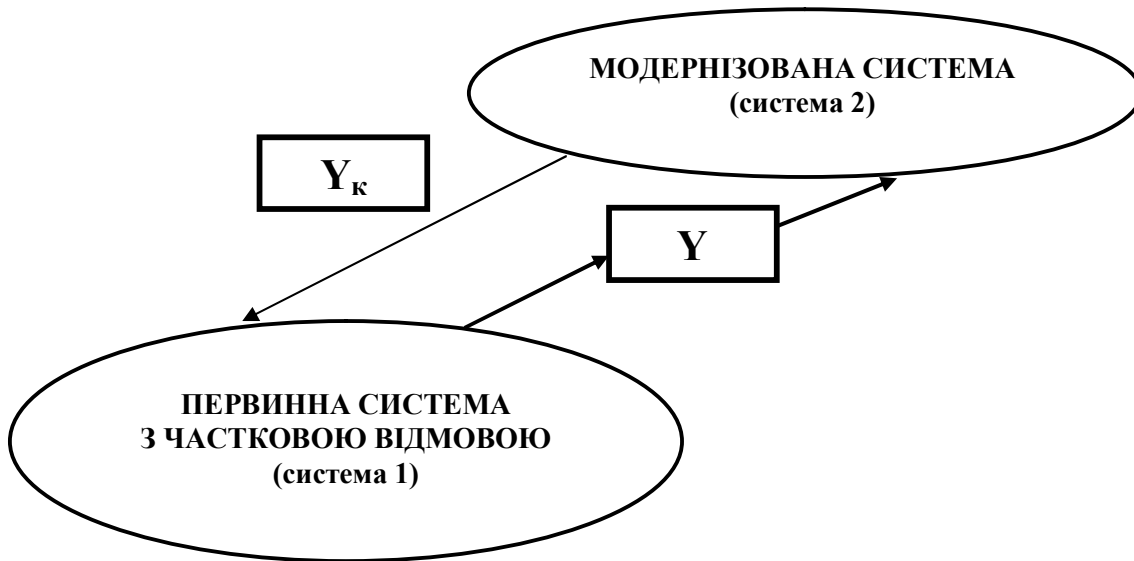 МОДЕРНІЗОВАНА СИСТЕМА
(система 2)
Yк
Y
ПЕРВИННА СИСТЕМА
З ЧАСТКОВОЮ ВІДМОВОЮ
(система 1)